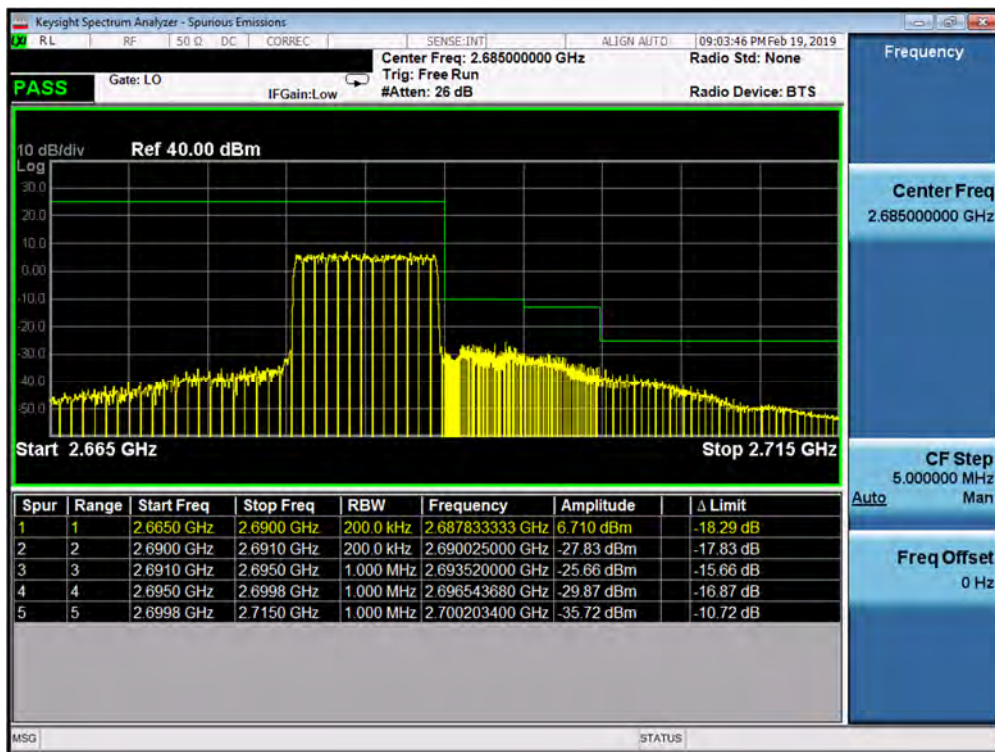 Keysight Spectrum Analyzer - Spurious Emissions
LXI RL RF 50 Ω DC CORREC SENSE:INT ALIGN AUTO 09:03:46 PM Feb 19, 2019
Center Freq: 2.685000000 GHz Radio Std: None
PASS Gate: LO Trig: Free Run
IFGain:Low #Atten: 26 dB Radio Device: BTS
10 dB/div Ref 40.00 dBm
Log
30.0
20.0
10.0
0.00
-10.0
-20.0
-30.0
-40.0
-50.0
Start 2.665 GHz Stop 2.715 GHz
Spur Range Start Freq Stop Freq RBW Frequency Amplitude Δ Limit
1 1 2.6650 GHz 2.6900 GHz 200.0 kHz 2.687833333 GHz 6.710 dBm -18.29 dB
2 2 2.6900 GHz 2.6910 GHz 200.0 kHz 2.690025000 GHz -27.83 dBm -17.83 dB
3 3 2.6910 GHz 2.6950 GHz 1.000 MHz 2.693520000 GHz -25.66 dBm -15.66 dB
4 4 2.6950 GHz 2.6998 GHz 1.000 MHz 2.696543680 GHz -29.87 dBm -16.87 dB
5 5 2.6998 GHz 2.7150 GHz 1.000 MHz 2.700203400 GHz -35.72 dBm -10.72 dB
MSG STATUS
Frequency
Center Freq
2.685000000 GHz
CF Step
5.000000 MHz
Auto Man
Freq Offset
0 Hz